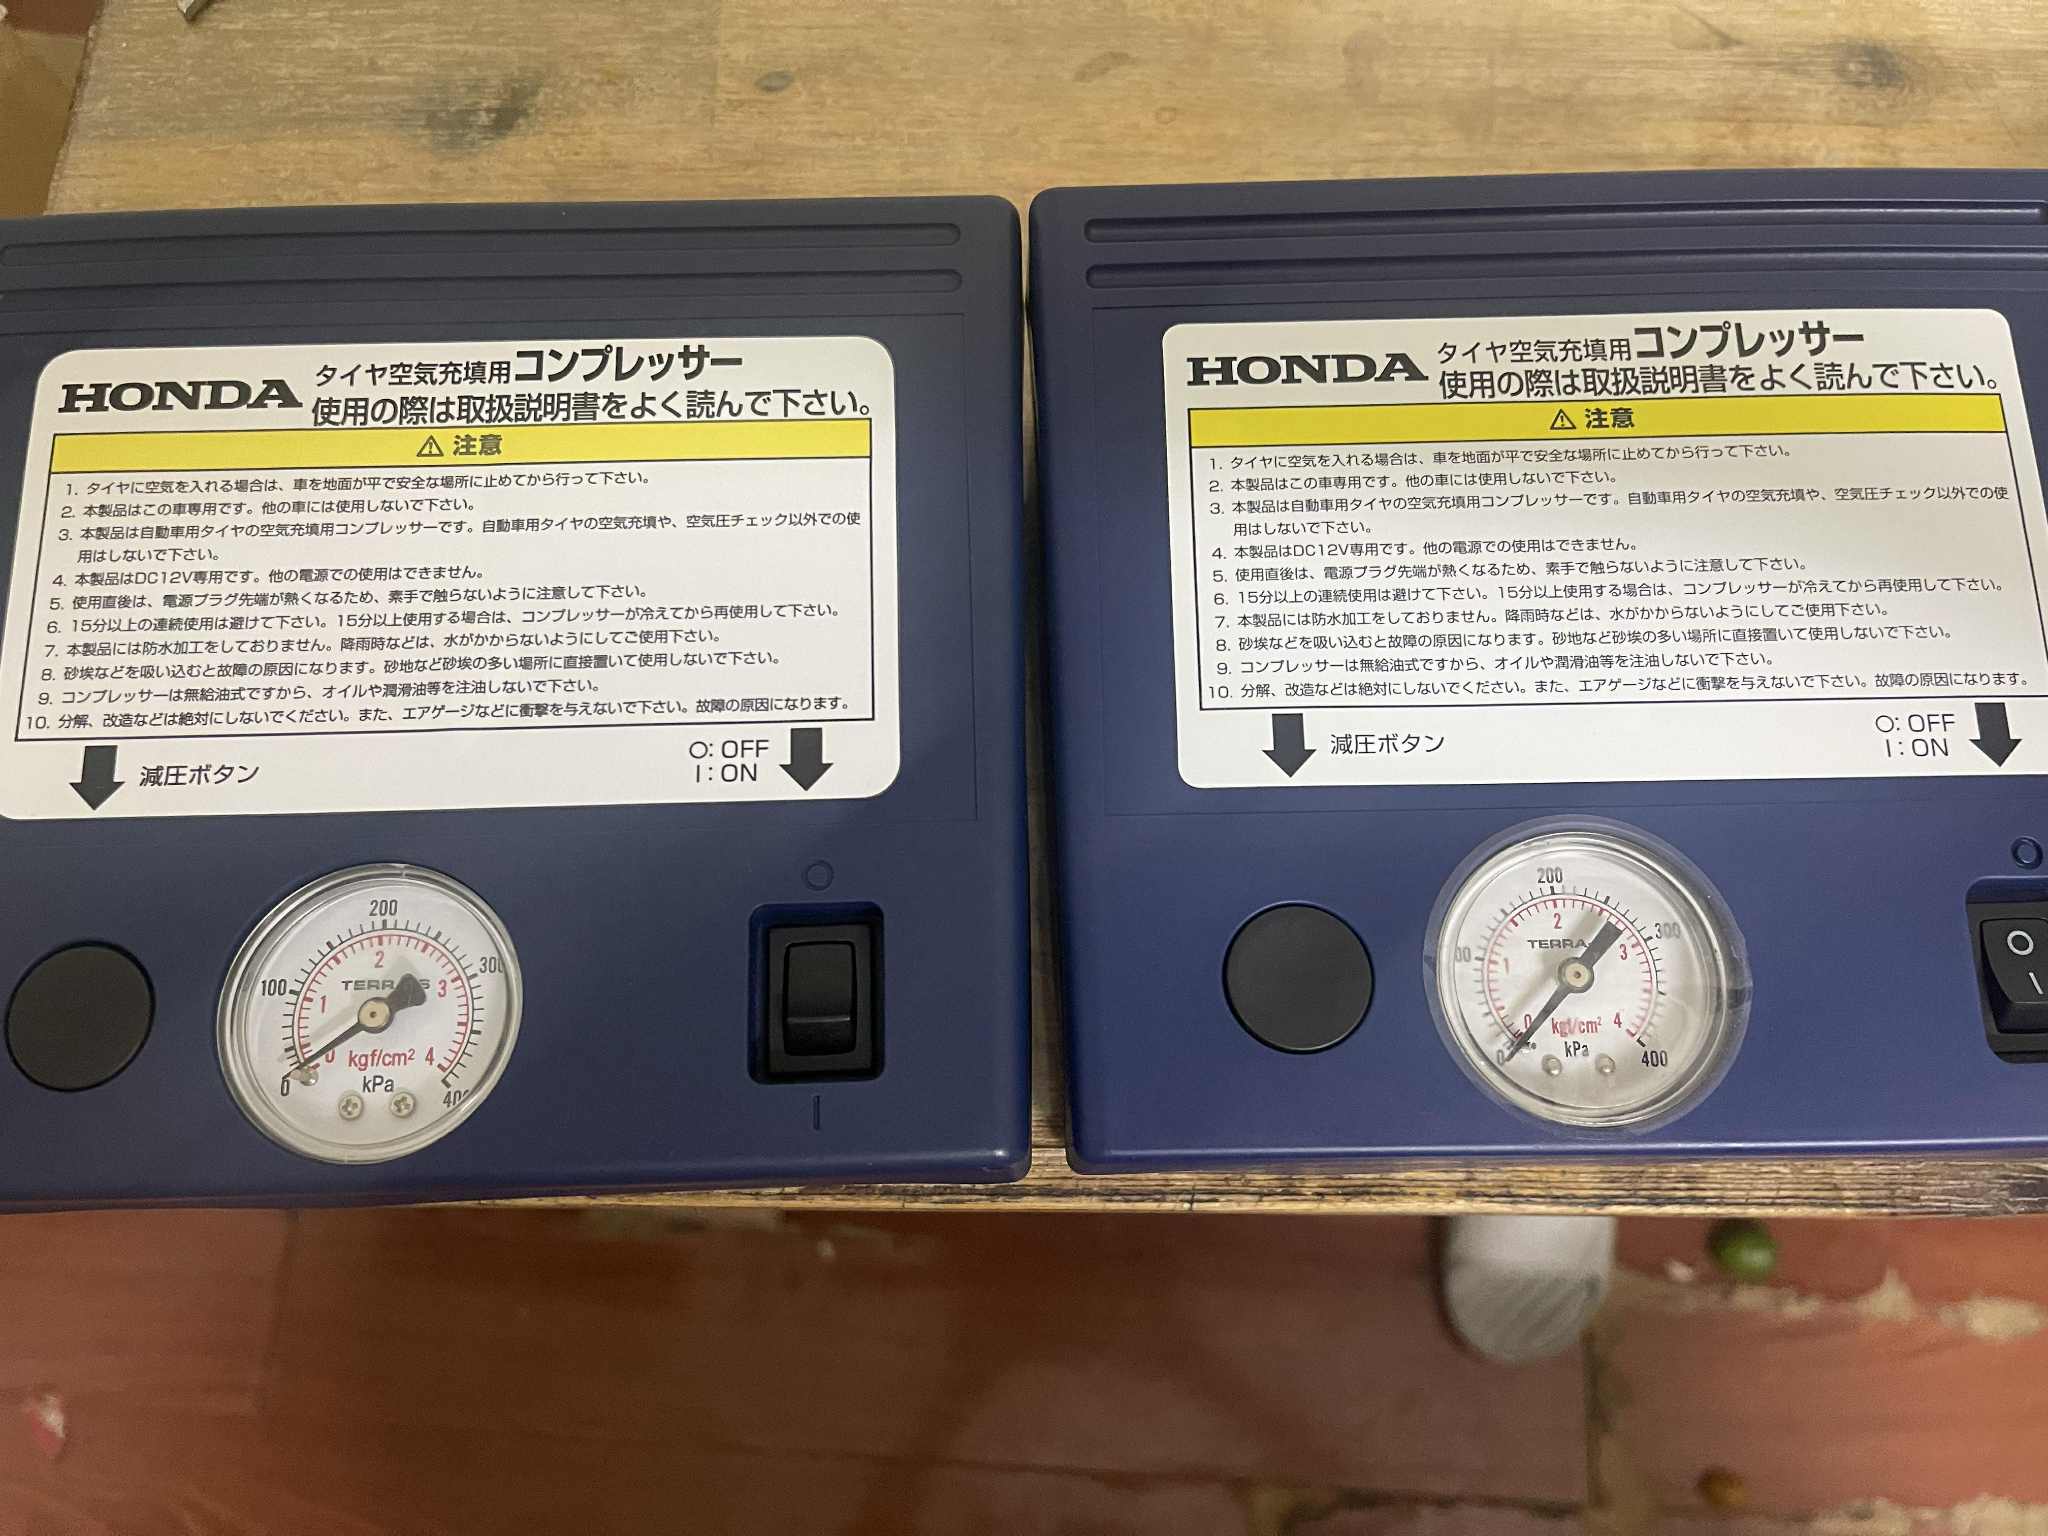 HONDA タイヤ空気充填用コンプレッサー
使用の際は取扱説明書をよく読んで下さい。
⚠ 注意
1. タイヤに空気を入れる場合は、車を地面が平で安全な場所に止めてから行って下さい。
2. 本製品はこの車専用です。他の車には使用しないで下さい。
3. 本製品は自動車用タイヤの空気充填用コンプレッサーです。自動車用タイヤの空気充填や、空気圧チェック以外での使
用はしないで下さい。
4. 本製品はDC12V専用です。他の電源での使用はできません。
5. 使用直後は、電源プラグ先端が熱くなるため、素手で触らないように注意して下さい。
6. 15分以上の連続使用は避けて下さい。15分以上使用する場合は、コンプレッサーが冷えてから再使用して下さい。
7. 本製品には防水加工をしておりません。降雨時などは、水がかからないようにしてご使用下さい。
8. 砂埃などを吸い込むと故障の原因になります。砂地など砂埃の多い場所に直接置いて使用しないで下さい。
9. コンプレッサーは無給油式ですから、オイルや潤滑油等を注油しないで下さい。
10. 分解、改造などは絶対にしないでください。また、エアゲージなどに衝撃を与えないで下さい。故障の原因になります。
減圧ボタン
○: OFF
I : ON
200
2
100
300
1
3
0 kgf/cm² 4
0
kPa
400
HONDA タイヤ空気充填用コンプレッサー
使用の際は取扱説明書をよく読んで下さい。
⚠ 注意
1. タイヤに空気を入れる場合は、車を地面が平で安全な場所に止めてから行って下さい。
2. 本製品はこの車専用です。他の車には使用しないで下さい。
3. 本製品は自動車用タイヤの空気充填用コンプレッサーです。自動車用タイヤの空気充填や、空気圧チェック以外での使
用はしないで下さい。
4. 本製品はDC12V専用です。他の電源での使用はできません。
5. 使用直後は、電源プラグ先端が熱くなるため、素手で触らないように注意して下さい。
6. 15分以上の連続使用は避けて下さい。15分以上使用する場合は、コンプレッサーが冷えてから再使用して下さい。
7. 本製品には防水加工をしておりません。降雨時などは、水がかからないようにしてご使用下さい。
8. 砂埃などを吸い込むと故障の原因になります。砂地など砂埃の多い場所に直接置いて使用しないで下さい。
9. コンプレッサーは無給油式ですから、オイルや潤滑油等を注油しないで下さい。
10. 分解、改造などは絶対にしないでください。また、エアゲージなどに衝撃を与えないで下さい。故障の原因になります。
減圧ボタン
○: OFF
I : ON
200
2
300
1
3
0 kgf/cm² 4
0
kPa
400